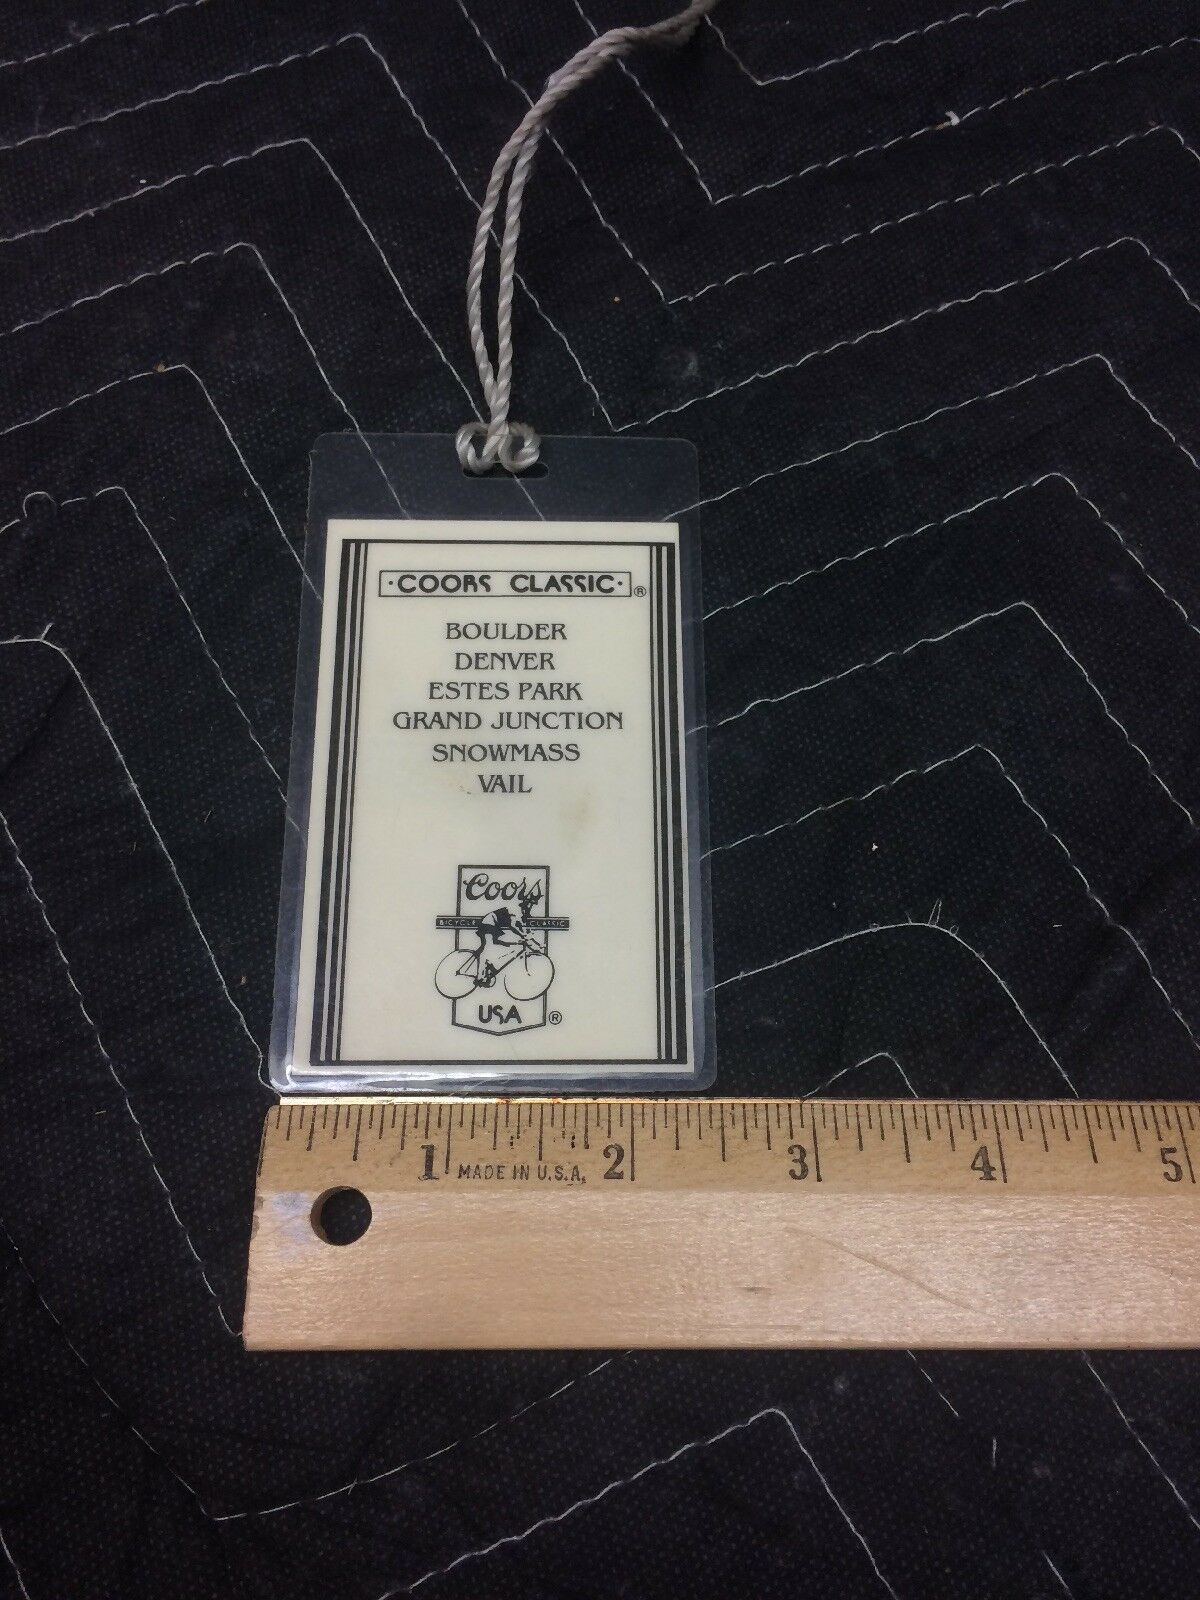 ·COORS CLASSIC·®
BOULDER
DENVER
ESTES PARK
GRAND JUNCTION
SNOWMASS
VAIL
Coors
BICYCLE CLASSIC
USA ®
1 MADE IN U.S.A. 2 3 4 5